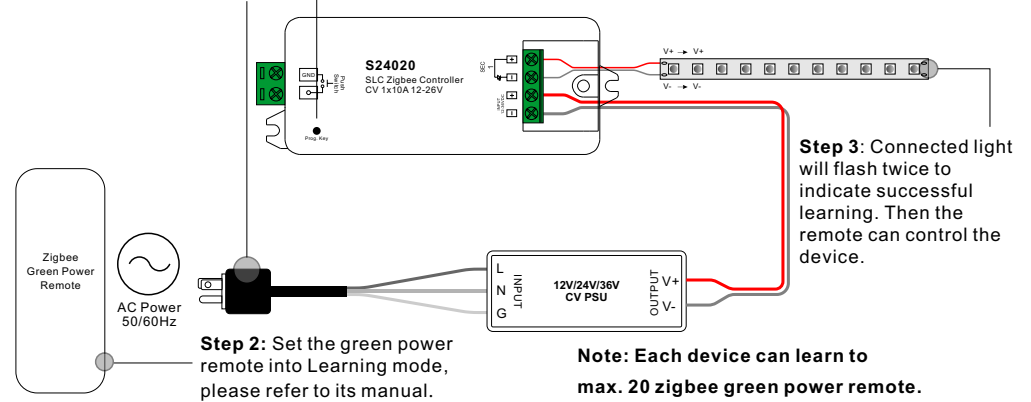 V+ → V+
V- → V-
S24020
SLC Zigbee Controller
CV 1x10A 12-26V
GND
Push
Switch
Prog. Key
SEC 1
+
-
INPUT
+
-
Step 3: Connected light
will flash twice to
indicate successful
learning. Then the
remote can control the
device.
Zigbee
Green Power
Remote
AC Power
50/60Hz
L
N
G
INPUT
12V/24V/36V
CV PSU
OUTPUT
V+
V-
Step 2: Set the green power
remote into Learning mode,
please refer to its manual.
Note: Each device can learn to
max. 20 zigbee green power remote.